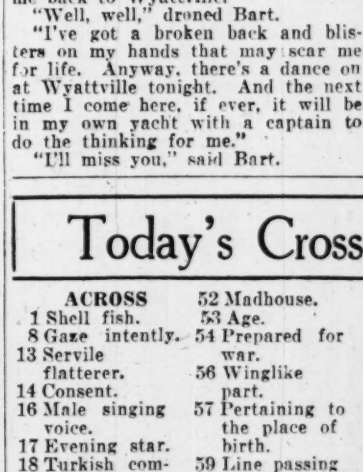 me back to Wyattville."
"Well, well," droned Bart.
"I've got a broken back and blis-
ters on my hands that may scar me
for life. Anyway, there's a dance on
at Wyattville tonight. And the next
time I come here, if ever, it will be
in my own yacht with a captain to
do the thinking for me."
"I'll miss you," said Bart.
Today's Cross
ACROSS
1 Shell fish.
8 Gaze intently.
13 Servile
flatterer.
14 Consent.
16 Male singing
voice.
17 Evening star.
18 Turkish com-
52 Madhouse.
53 Age.
54 Prepared for
war.
56 Winglike
part.
57 Pertaining to
the place of
birth.
59 Line passing